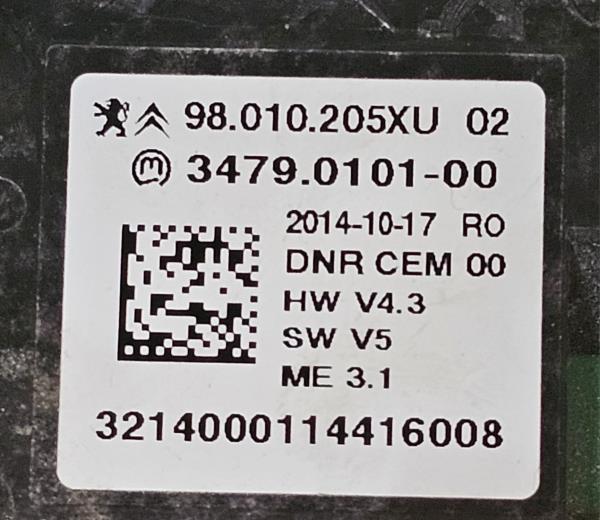 98.010.205XU 02
3479.0101-00
2014-10-17 RO
DNR CEM 00
HW V4.3
SW V5
ME 3.1
3214000114416008